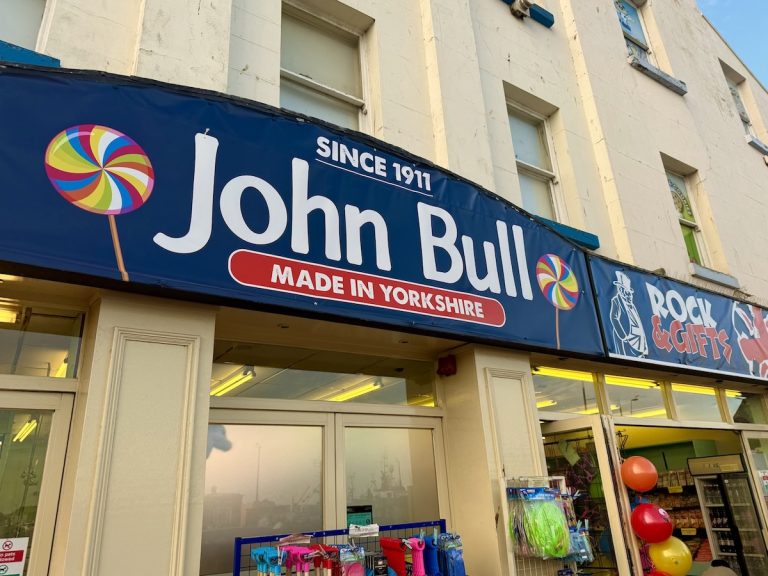 SINCE 1911
John Bull
MADE IN YORKSHIRE
ROCK
&GIFTS